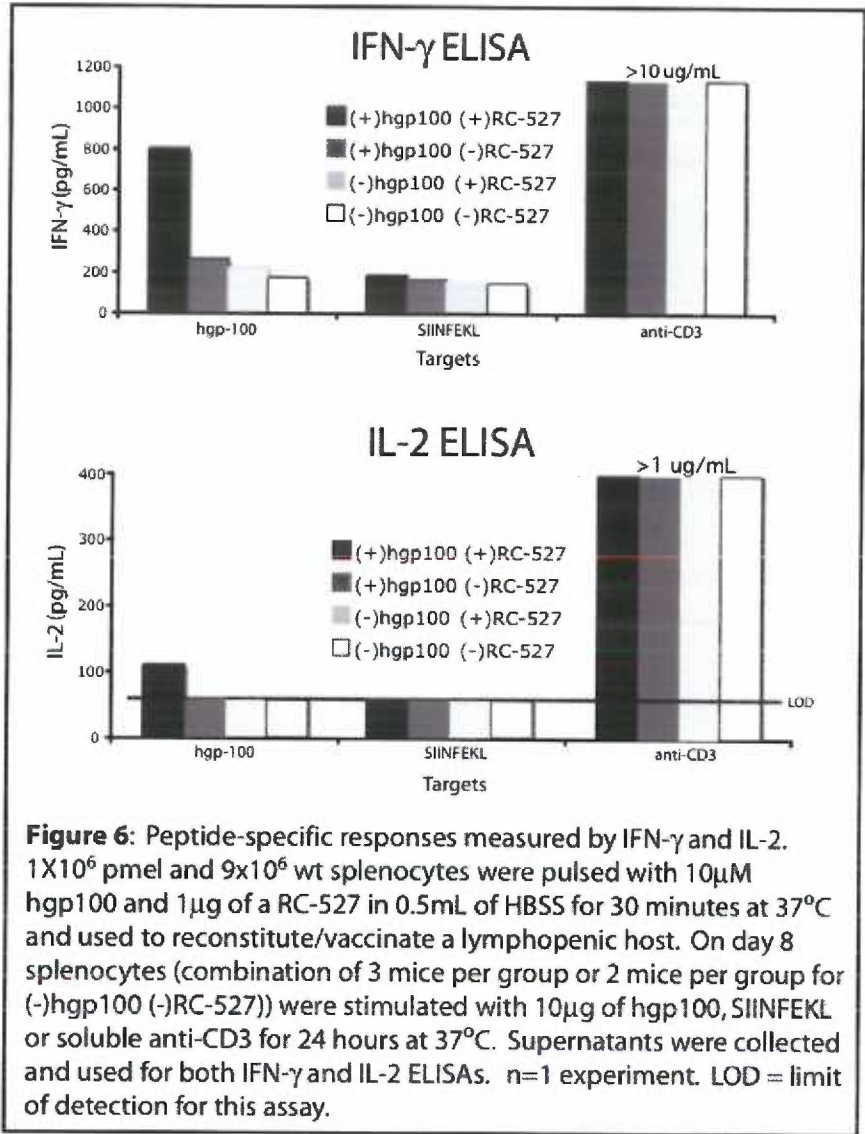 IFN-γ ELISA
1200
1000
800
600
400
200
0
IFN-γ (pg/mL)
>10 ug/mL
(+)hgp100 (+)RC-527
(+)hgp100 (-)RC-527
(-)hgp100 (+)RC-527
(-)hgp100 (-)RC-527
hgp-100 SIINFEKL anti-CD3
Targets
IL-2 ELISA
400
300
200
100
0
IL-2 (pg/mL)
>1 ug/mL
(+)hgp100 (+)RC-527
(+)hgp100 (-)RC-527
(-)hgp100 (+)RC-527
(-)hgp100 (-)RC-527
LOD
hgp-100 SIINFEKL anti-CD3
Targets
Figure 6: Peptide-specific responses measured by IFN-γ and IL-2.
1X10⁶ pmel and 9x10⁶ wt splenocytes were pulsed with 10µM
hgp100 and 1µg of a RC-527 in 0.5mL of HBSS for 30 minutes at 37°C
and used to reconstitute/vaccinate a lymphopenic host. On day 8
splenocytes (combination of 3 mice per group or 2 mice per group for
(-)hgp100 (-)RC-527)) were stimulated with 10µg of hgp100, SIINFEKL
or soluble anti-CD3 for 24 hours at 37°C. Supernatants were collected
and used for both IFN-γ and IL-2 ELISAs. n=1 experiment. LOD = limit
of detection for this assay.